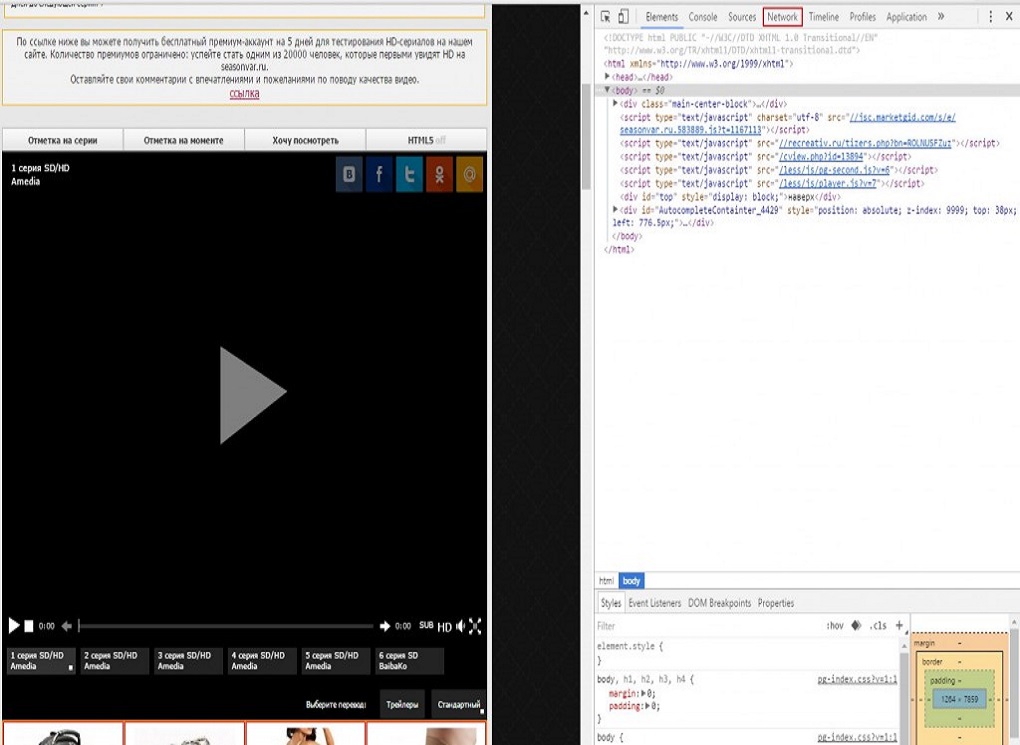 По ссылке ниже вы можете получить бесплатный премиум-аккаунт на 5 дней для тестирования HD-сериалов на нашем
сайте. Количество премиумов ограничено: успейте стать одним из 20000 человек, которые первыми увидят HD на
seasonvar.ru.
Оставляйте свои комментарии с впечатлениями и пожеланиями по поводу качества видео.
ссылка
Отметка на серии
Отметка на моменте
Хочу посмотреть
HTML5 off
1 серия SD/HD
Amedia
0:00
0:00
SUB HD
1 серия SD/HD
Amedia
2 серия SD/HD
Amedia
3 серия SD/HD
Amedia
4 серия SD/HD
Amedia
5 серия SD/HD
Amedia
6 серия SD
BaibaKo
Выберите перевод:
Трейлеры
Стандартный
Elements Console Sources Network Timeline Profiles Application »
<!DOCTYPE html PUBLIC "-//W3C//DTD XHTML 1.0 Transitional//EN"
"http://www.w3.org/TR/xhtml1/DTD/xhtml1-transitional.dtd">
<html xmlns="http://www.w3.org/1999/xhtml">
<head>…</head>
<body> == $0
<div class="main-center-block">…</div>
<script type="text/javascript" charset="utf-8" src="//jsc.marketgid.com/s/e/
seasonvar.ru.583889.js?t=1167113"></script>
<script type="text/javascript" src="//recreativ.ru/tizers.php?bn=ROLNUSFZuz"></script>
<script type="text/javascript" src="/cview.php?id=13894"></script>
<script type="text/javascript" src="/less/js/pg-second.js?v=6"></script>
<script type="text/javascript" src="/less/js/player.js?v=7"></script>
<div id="top" style="display: block;">наверх</div>
<div id="AutocompleteContainter_4429" style="position: absolute; z-index: 9999; top: 38px;
left: 776.5px;">…</div>
</body>
</html>
html body
Styles Event Listeners DOM Breakpoints Properties
Filter
:hov .cls +
element.style {
}
body, h1, h2, h3, h4 {
pg-index.css?v=1:1
margin: 0;
padding: 0;
}
body {
pg-index.css?v=1:1
margin -
border -
padding -
1264 × 7859